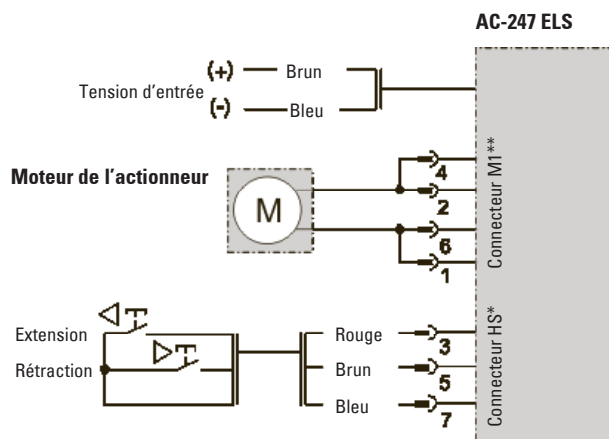 AC-247 ELS
(+) Brun
Tension d'entrée
(-) Bleu
Moteur de l'actionneur
M
4
2
6
1
Connecteur M1**
Extension
Rétraction
Rouge
3
Brun
5
Bleu
7
Connecteur HS*